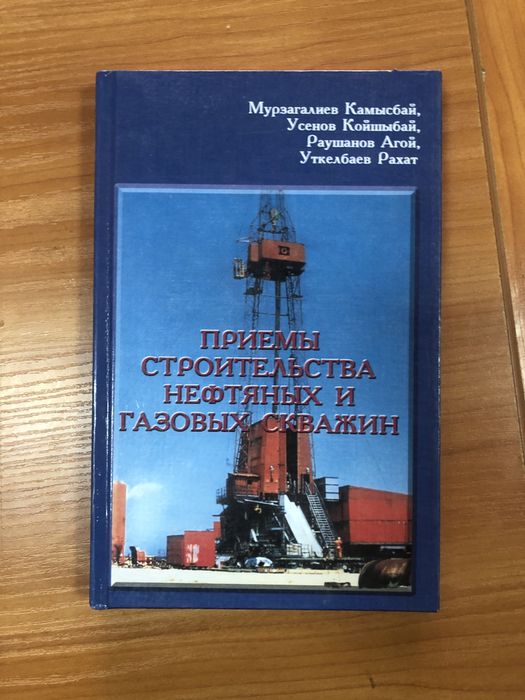 Мурзагалиев Камысбай,
Усенов Койшыбай,
Раушанов Агой,
Уткелбаев Рахат
ПРИЕМЫ
СТРОИТЕЛЬСТВА
НЕФТЯНЫХ И
ГАЗОВЫХ СКВАЖИН